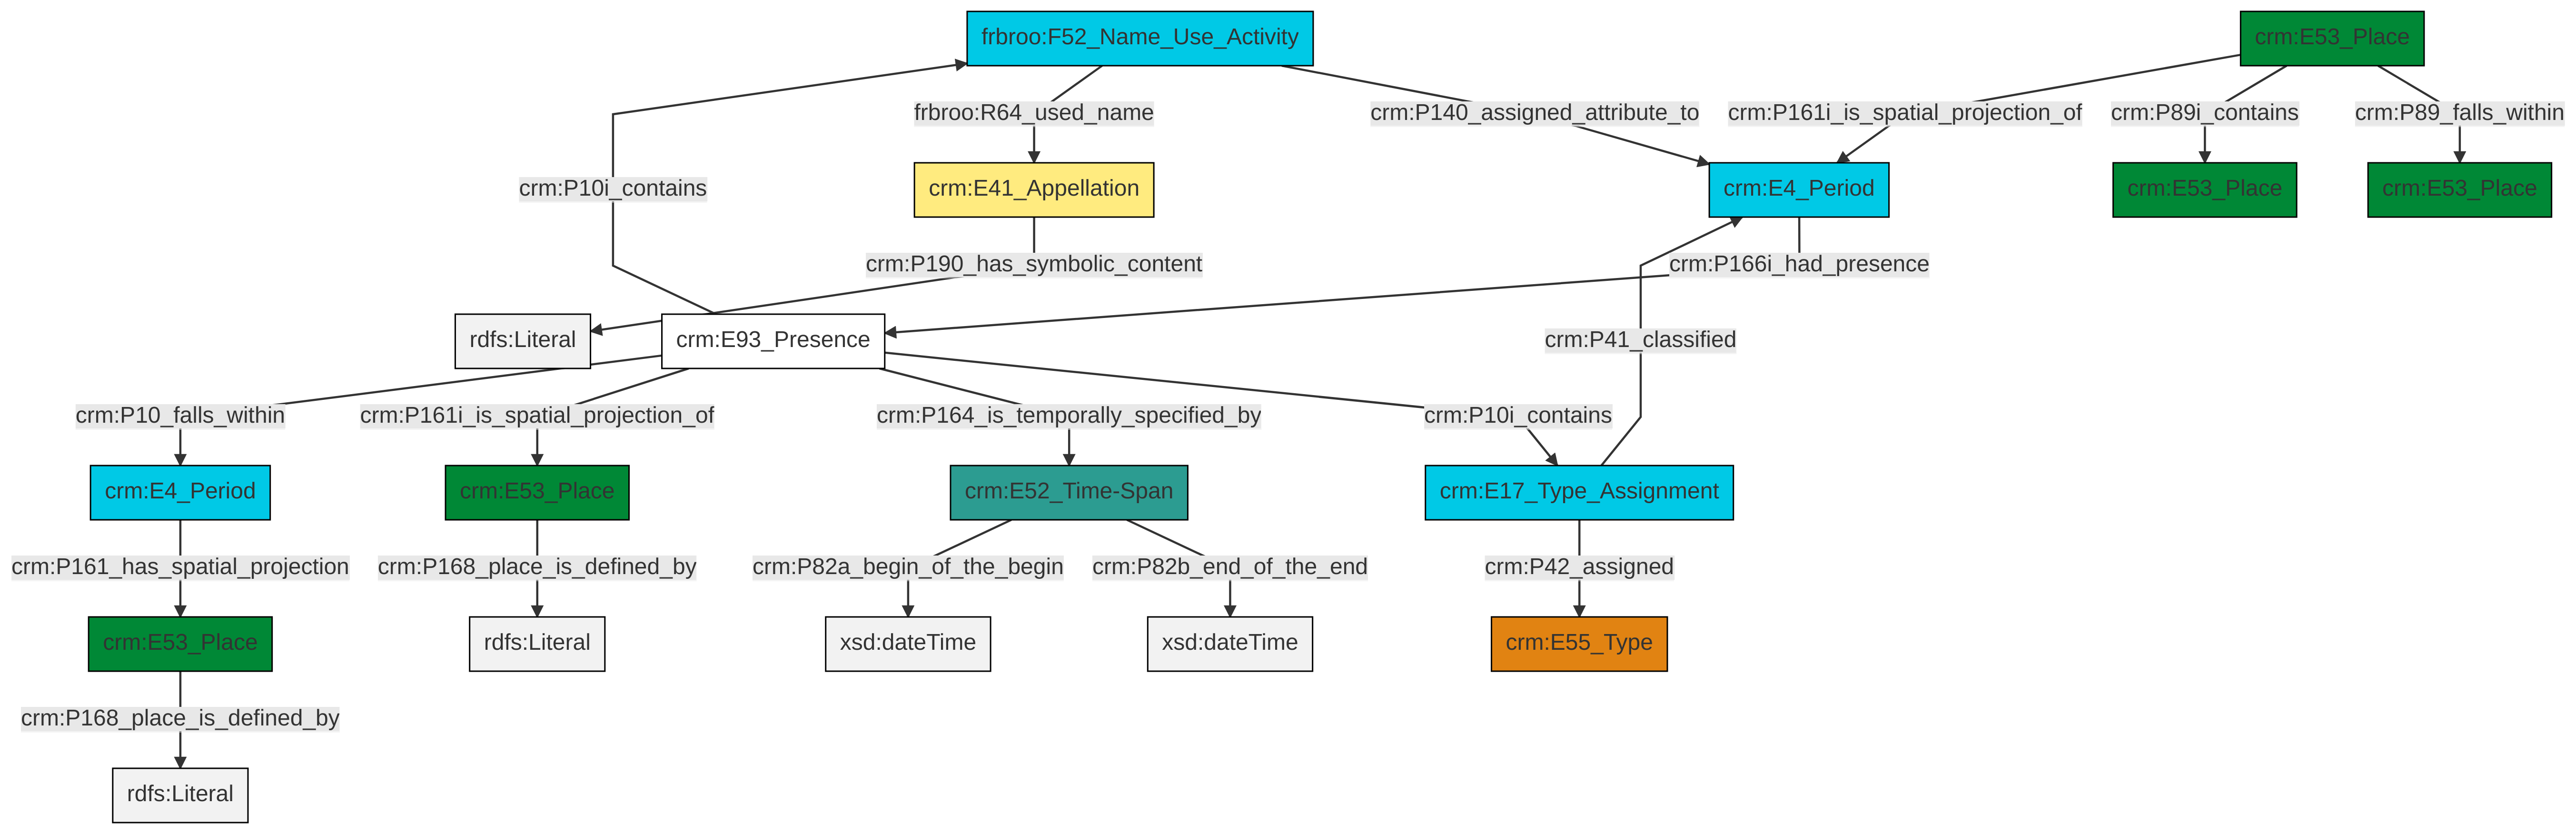 frbroo:F52_Name_Use_Activity
crm:E53_Place
frbroo:R64_used_name
crm:P140_assigned_attribute_to
crm:P161i_is_spatial_projection_of
crm:P89i_contains
crm:P89_falls_within
crm:P10i_contains
crm:E41_Appellation
crm:E4_Period
crm:E53_Place
crm:E53_Place
crm:P190_has_symbolic_content
crm:P166i_had_presence
rdfs:Literal
crm:E93_Presence
crm:P41_classified
crm:P10_falls_within
crm:P161i_is_spatial_projection_of
crm:P164_is_temporally_specified_by
crm:P10i_contains
crm:E4_Period
crm:E53_Place
crm:E52_Time-Span
crm:E17_Type_Assignment
crm:P161_has_spatial_projection
crm:P168_place_is_defined_by
crm:P82a_begin_of_the_begin
crm:P82b_end_of_the_end
crm:P42_assigned
crm:E53_Place
rdfs:Literal
xsd:dateTime
xsd:dateTime
crm:E55_Type
crm:P168_place_is_defined_by
rdfs:Literal